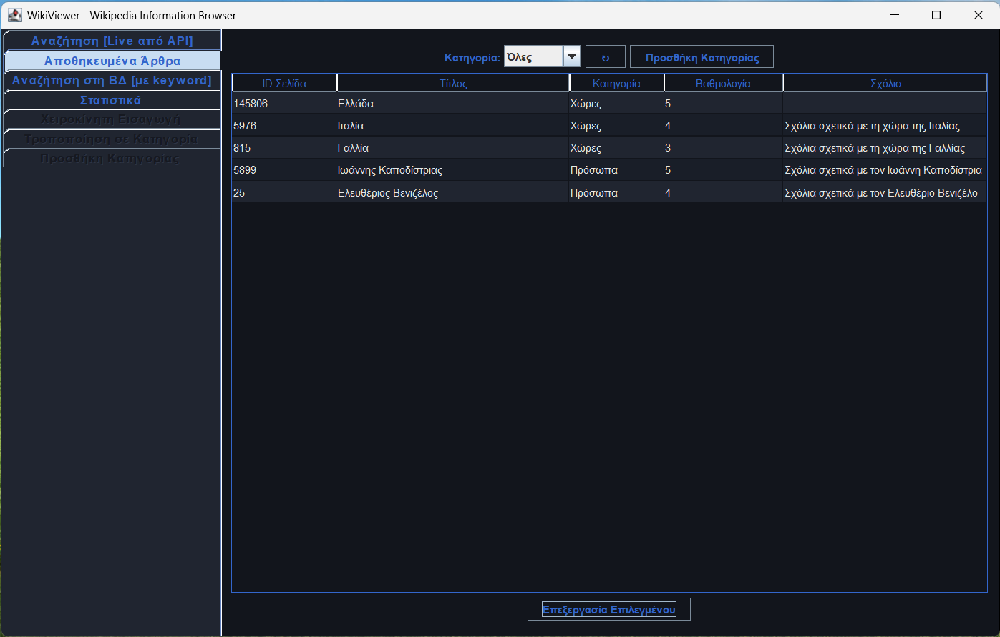 WikiViewer - Wikipedia Information Browser
Αναζήτηση [Live από API]
Αποθηκευμένα Άρθρα
Αναζήτηση στη ΒΔ [με keyword]
Στατιστικά
Χειροκίνητη Εισαγωγή
Τροποποίηση σε Κατηγορία
Προσθήκη Κατηγορίας
Κατηγορία: Όλες ↻ Προσθήκη Κατηγορίας
ID Σελίδα Τίτλος Κατηγορία Βαθμολογία Σχόλια
145806 Ελλάδα Χώρες 5
5976 Ιταλία Χώρες 4 Σχόλια σχετικά με τη χώρα της Ιταλίας
815 Γαλλία Χώρες 3 Σχόλια σχετικά με τη χώρα της Γαλλίας
5899 Ιωάννης Καποδίστριας Πρόσωπα 5 Σχόλια σχετικά με τον Ιωάννη Καποδίστρια
25 Ελευθέριος Βενιζέλος Πρόσωπα 4 Σχόλια σχετικά με τον Ελευθέριο Βενιζέλο
Επεξεργασία Επιλεγμένου